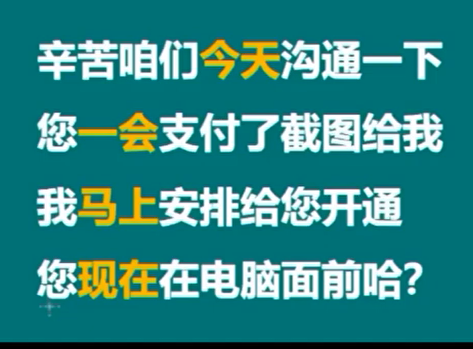 辛苦咱们今天沟通一下
您一会支付了截图给我
我马上安排给您开通
您现在在电脑面前哈？